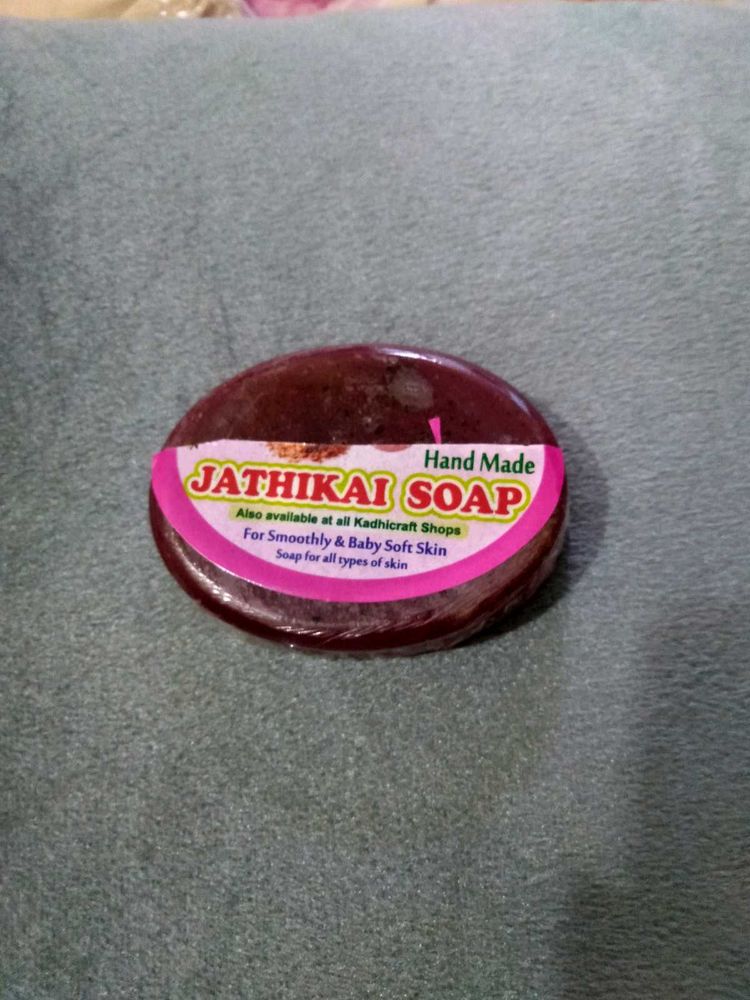 Hand Made
JATHIKAI SOAP
Also available at all Kadhicraft Shops
For Smoothly & Baby Soft Skin
Soap for all types of skin